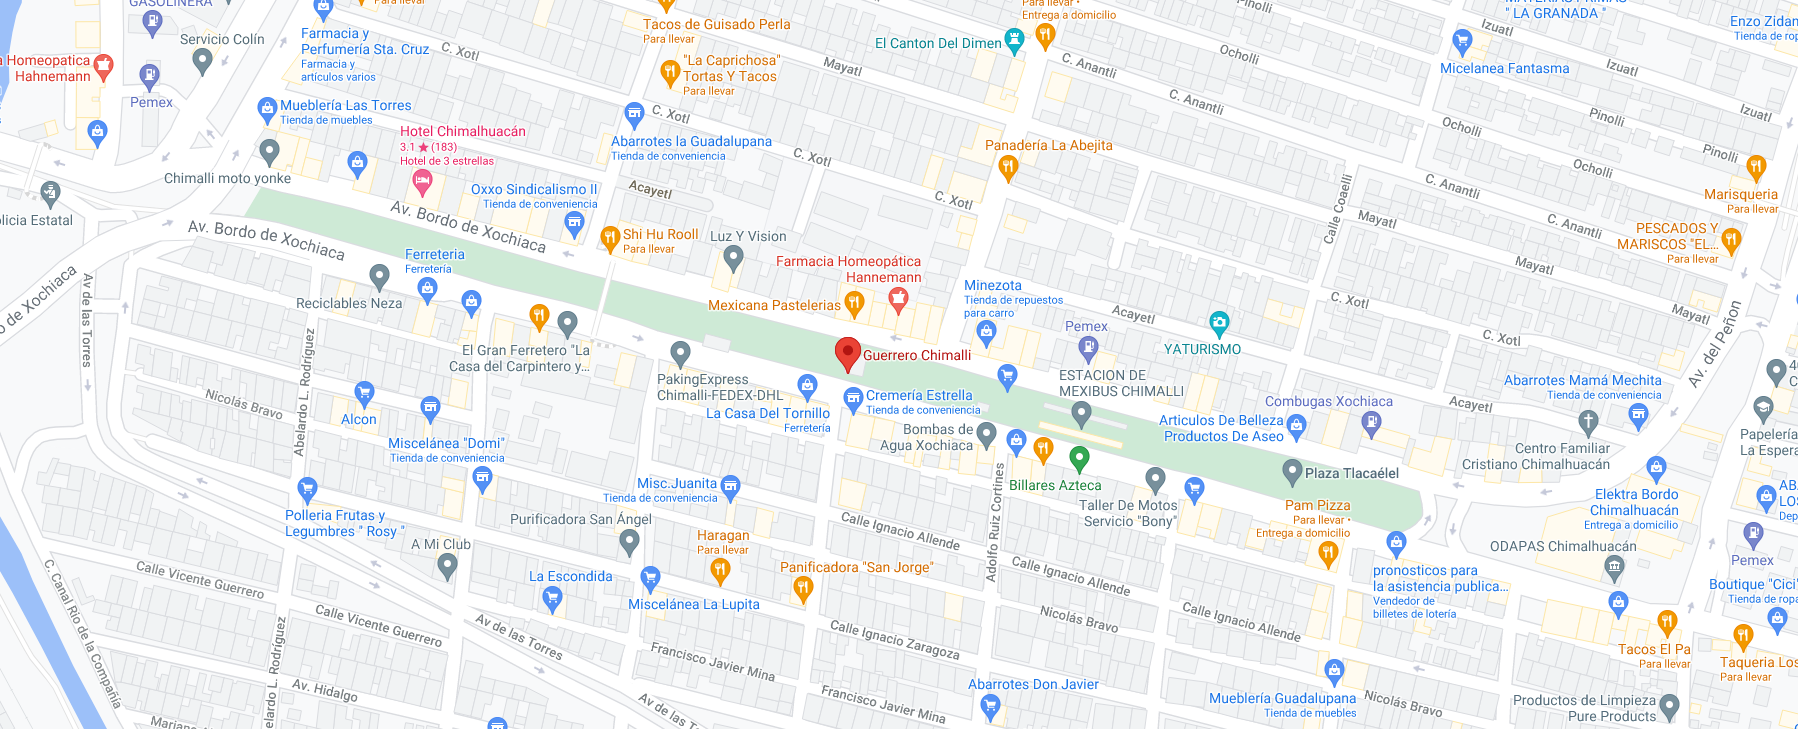 GASOLINERA
Para llevar
Servicio Colín
Farmacia y
Perfumería Sta. Cruz
Farmacia y
artículos varios
Tacos de Guisado Perla
Para llevar
Para llevar •
Entrega a domicilio
" LA GRANADA "
Enzo Zidan
Tienda de rop
Izuatl
Ocholli
El Canton Del Dimen
Homeopatica
Hahnemann
Pemex
"La Caprichosa"
Tortas Y Tacos
Para llevar
Mayatl
C. Anantli
Micelanea Fantasma
Izuatl
Mueblería Las Torres
Tienda de muebles
C. Xotl
C. Anantli
Pinolli
Izuatl
Hotel Chimalhuacán
3.1 ★ (183)
Hotel de 3 estrellas
Abarrotes la Guadalupana
Tienda de conveniencia
C. Xotl
Panadería La Abejita
Ocholli
Pinolli
Ocholli
Chimalli moto yonke
Oxxo Sindicalismo II
Tienda de conveniencia
Acayetl
C. Xotl
C. Anantli
Marisqueria
Para llevar
licia Estatal
Av. Bordo de Xochiaca
Av. Bordo de Xochiaca
Shi Hu Rooll
Para llevar
Luz Y Vision
Calle Coaelli
Mayatl
C. Anantli
PESCADOS Y
MARISCOS "EL...
Para llevar
Ferreteria
Ferretería
Farmacia Homeopática
Hannemann
Mayatl
o de Xochiaca
Av de las Torres
Reciclables Neza
Mexicana Pastelerias
Minezota
Tienda de repuestos
para carro
Acayetl
C. Xotli
Mayatl
Pemex
YATURISMO
C. Xotl
Av. del Peñon
Abelardo L. Rodríguez
El Gran Ferretero "La
Casa del Carpintero y...
Guerrero Chimalli
PakingExpress
Chimalli-FEDEX-DHL
ESTACION DE
MEXIBUS CHIMALLI
Abarrotes Mamá Mechita
Tienda de conveniencia
Nicolás Bravo
Alcon
La Casa Del Tornillo
Ferretería
Cremería Estrella
Tienda de conveniencia
Combugas Xochiaca
Acayetl
Miscelánea "Domi"
Tienda de conveniencia
Bombas de
Agua Xochiaca
Articulos De Belleza
Productos De Aseo
Centro Familiar
Cristiano Chimalhuacán
Papelería
La Espera
Misc.Juanita
Tienda de conveniencia
Billares Azteca
Plaza Tlacaélel
Elektra Bordo
Chimalhuacán
Entrega a domicilio
Polleria Frutas y
Legumbres " Rosy "
Purificadora San Ángel
Calle Ignacio Allende
Adolfo Ruiz Cortines
Taller De Motos
Servicio "Bony"
Pam Pizza
Para llevar •
Entrega a domicilio
A Mi Club
Haragan
Para llevar
ODAPAS Chimalhuacán
Pemex
C. Canal Rio de la Compañía
Calle Vicente Guerrero
La Escondida
Panificadora "San Jorge"
Calle Ignacio Allende
pronosticos para
la asistencia publica...
Vendedor de
billetes de lotería
Boutique "Cici"
Tienda de ropa
Calle Vicente Guerrero
Miscelánea La Lupita
Nicolás Bravo
Calle Ignacio Allende
Av de las Torres
Calle Ignacio Zaragoza
Tacos El Pa
Para llevar
Taqueria Los
Para llevar
elardo L. Rodríguez
Francisco Javier Mina
Av. Hidalgo
Francisco Javier Mina
Abarrotes Don Javier
Mueblería Guadalupana
Tienda de muebles
Nicolás Bravo
Productos de Limpieza
Pure Products
Av de las To
Mariano